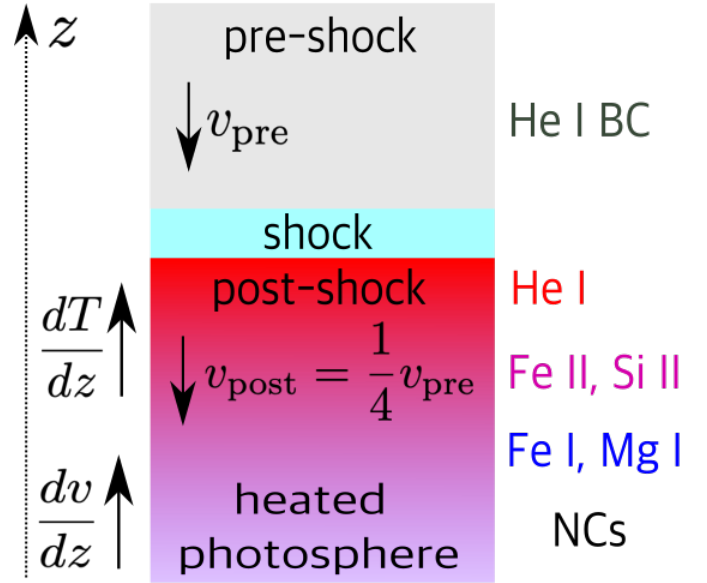 z
pre-shock
v_pre
He I BC
shock
post-shock
He I
dT/dz
v_post = 1/4 v_pre
Fe II, Si II
Fe I, Mg I
dv/dz
heated
photosphere
NCs